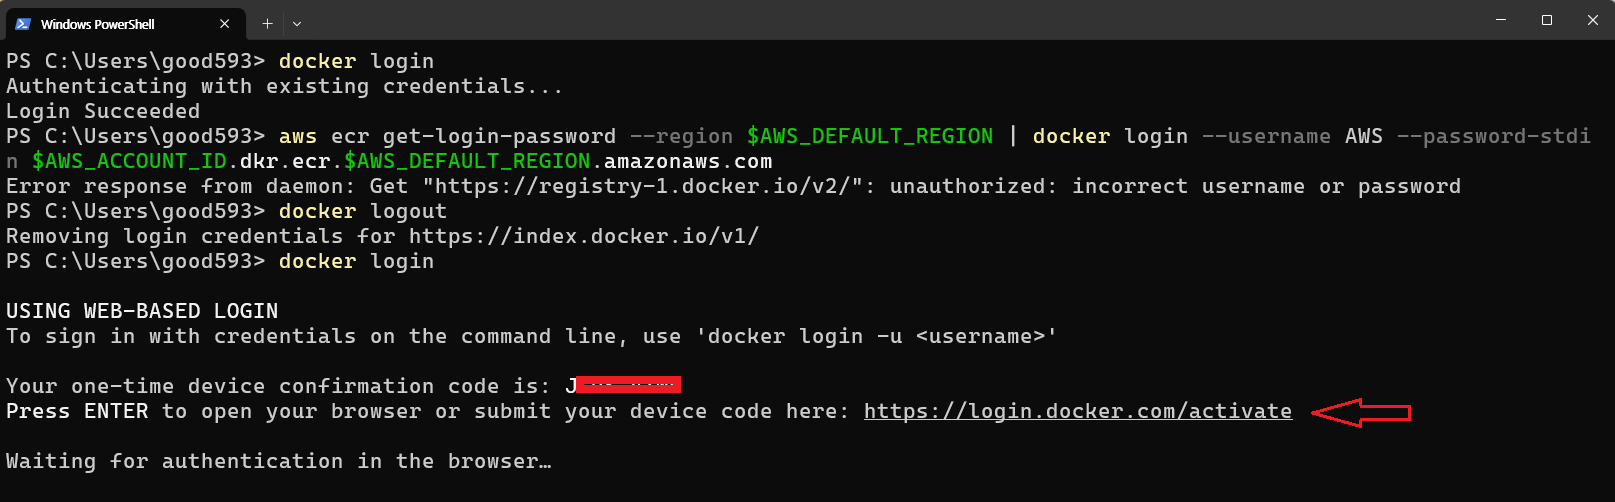 Windows PowerShell
PS C:\Users\good593> docker login
Authenticating with existing credentials...
Login Succeeded
PS C:\Users\good593> aws ecr get-login-password --region $AWS_DEFAULT_REGION | docker login --username AWS --password-stdi
n $AWS_ACCOUNT_ID.dkr.ecr.$AWS_DEFAULT_REGION.amazonaws.com
Error response from daemon: Get "https://registry-1.docker.io/v2/": unauthorized: incorrect username or password
PS C:\Users\good593> docker logout
Removing login credentials for https://index.docker.io/v1/
PS C:\Users\good593> docker login
USING WEB-BASED LOGIN
To sign in with credentials on the command line, use 'docker login -u <username>'
Your one-time device confirmation code is: J
Press ENTER to open your browser or submit your device code here: https://login.docker.com/activate
Waiting for authentication in the browser…